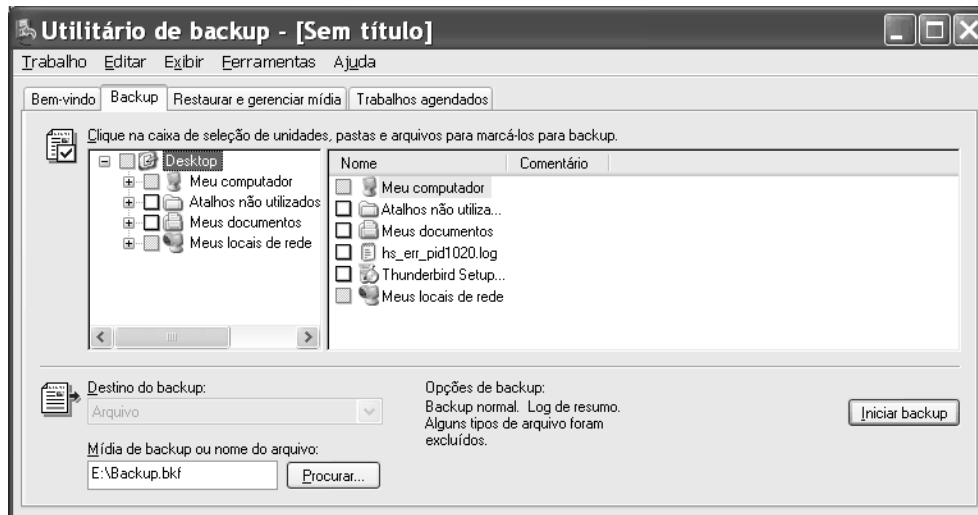 Utilitário de backup - [Sem título]
Trabalho Editar Exibir Ferramentas Ajuda
Bem-vindo Backup Restaurar e gerenciar mídia Trabalhos agendados
Clique na caixa de seleção de unidades, pastas e arquivos para marcá-los para backup.
Desktop
Meu computador
Atalhos não utilizados
Meus documentos
Meus locais de rede
Nome Comentário
Meu computador
Atalhos não utiliza...
Meus documentos
hs_err_pid1020.log
Thunderbird Setup...
Meus locais de rede
Destino do backup:
Arquivo
Mídia de backup ou nome do arquivo:
E:\Backup.bkf Procurar...
Opções de backup:
Backup normal. Log de resumo.
Alguns tipos de arquivo foram
excluídos.
Iniciar backup